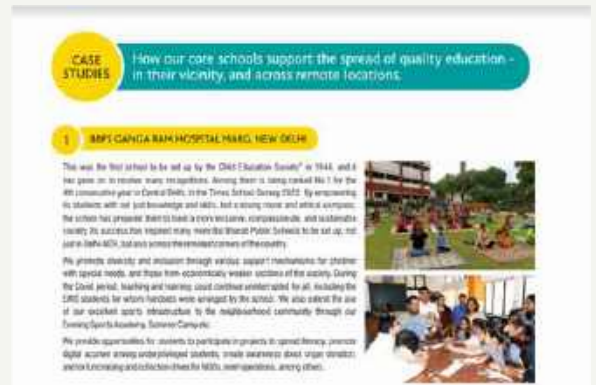 CASE
STUDIES
How our core schools support the spread of quality education -
in their vicinity, and across remote locations.
1 BBPS GANGA RAM HOSPITAL MARG, NEW DELHI
This was the first school to be set up by the Child Education Society" in 1944, and it
has gone on to receive many recognitions. Among them is being ranked No.1 for the
4th consecutive year in Central Delhi, in the Times School Survey 2022. By empowering
its students with not just knowledge and skills, but a strong moral and ethical compass,
the school has prepared them to build a more inclusive, compassionate, and sustainable
society. Its success has inspired many more Bal Bharati Public Schools to be set up, not
just in Delhi-NCR, but also across the remotest corners of the country.
We promote diversity and inclusion through various support mechanisms for children
with special needs, and those from economically weaker sections of the society. During
the Covid period, teaching and learning could continue uninterrupted for all, including the
EWS students for whom handsets were arranged by the school. We also extend the use
of our excellent sports infrastructure to the neighbourhood community through our
Evening Sports Academy, Summer Camp etc.
We provide opportunities for students to participate in projects to spread literacy, promote
digital acumen among underprivileged students, create awareness about organ donation,
and for fundraising and collection drives for NGOs, among others.